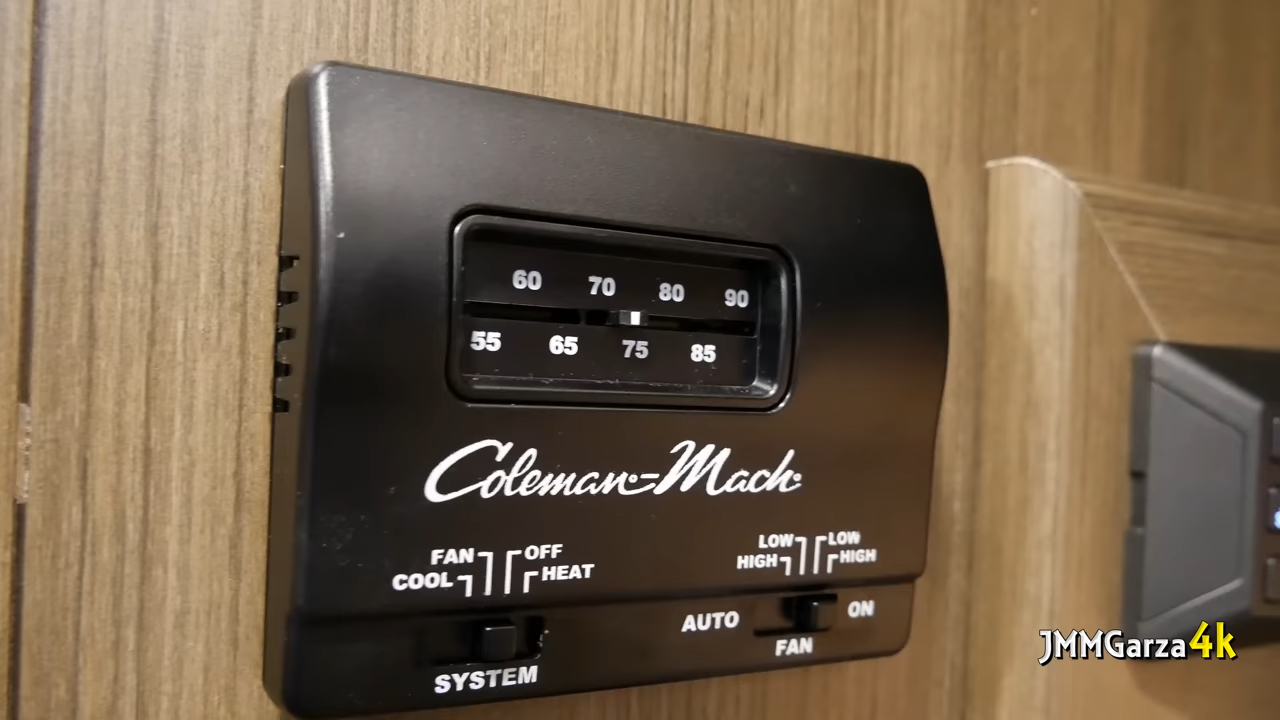 60 70 80 90
55 65 75 85
Coleman-Mach
FAN OFF
COOL HEAT
LOW LOW
HIGH HIGH
AUTO ON
FAN
SYSTEM
JMMGarza4k